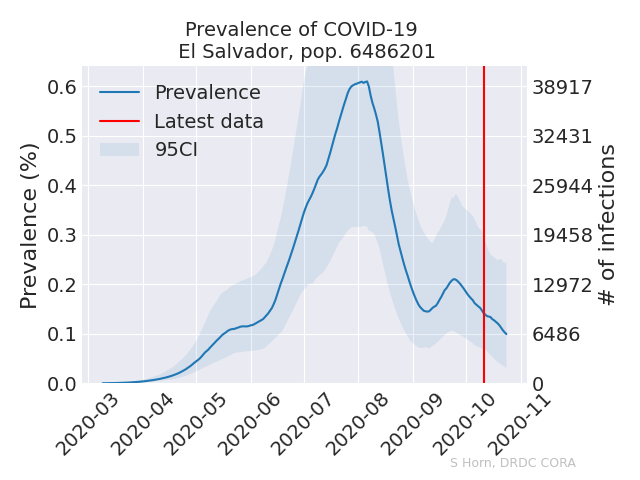 Prevalence of COVID-19
El Salvador, pop. 6486201
Prevalence
Latest data
95CI
Prevalence (%)
0.6
0.5
0.4
0.3
0.2
0.1
0.0
38917
32431
25944
19458
12972
6486
0
# of infections
2020-03
2020-04
2020-05
2020-06
2020-07
2020-08
2020-09
2020-10
2020-11
S Horn, DRDC CORA